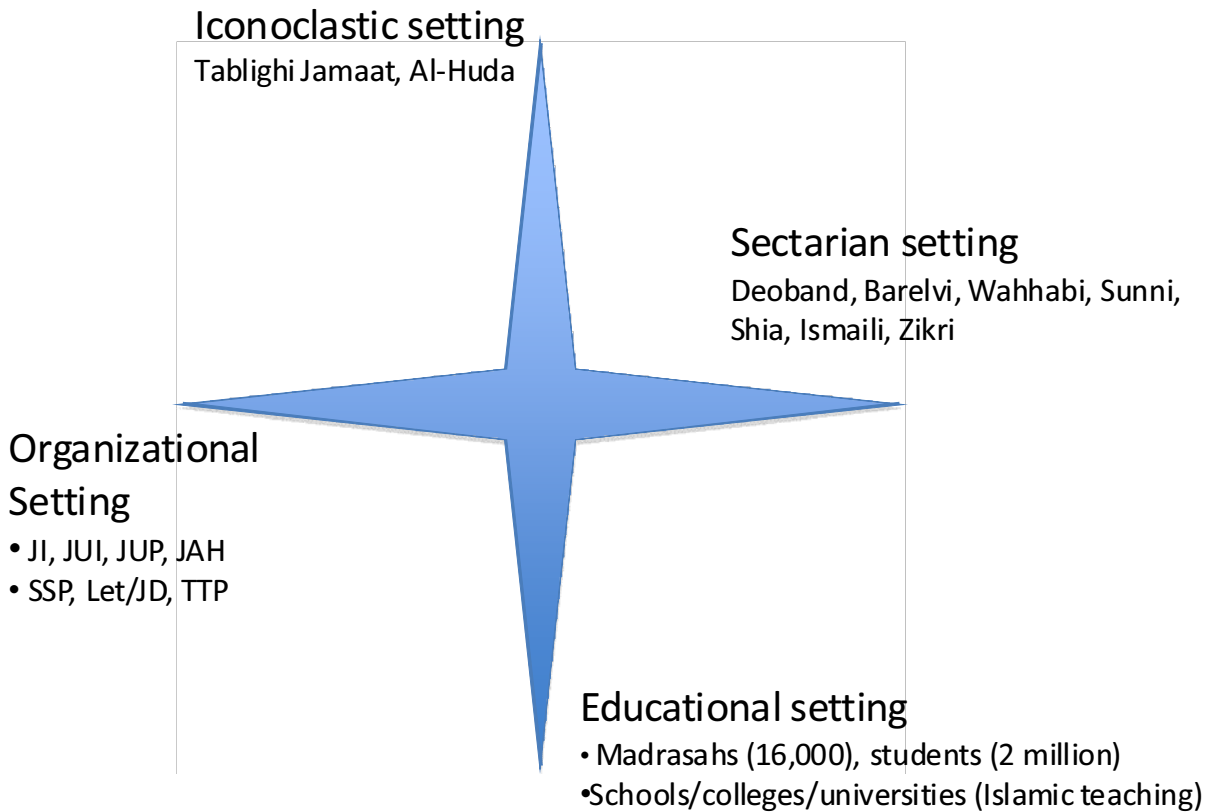 Iconoclastic setting
Tablighi Jamaat, Al-Huda
Sectarian setting
Deoband, Barelvi, Wahhabi, Sunni,
Shia, Ismaili, Zikri
Organizational
Setting
• JI, JUI, JUP, JAH
• SSP, Let/JD, TTP
Educational setting
• Madrasahs (16,000), students (2 million)
•Schools/colleges/universities (Islamic teaching)